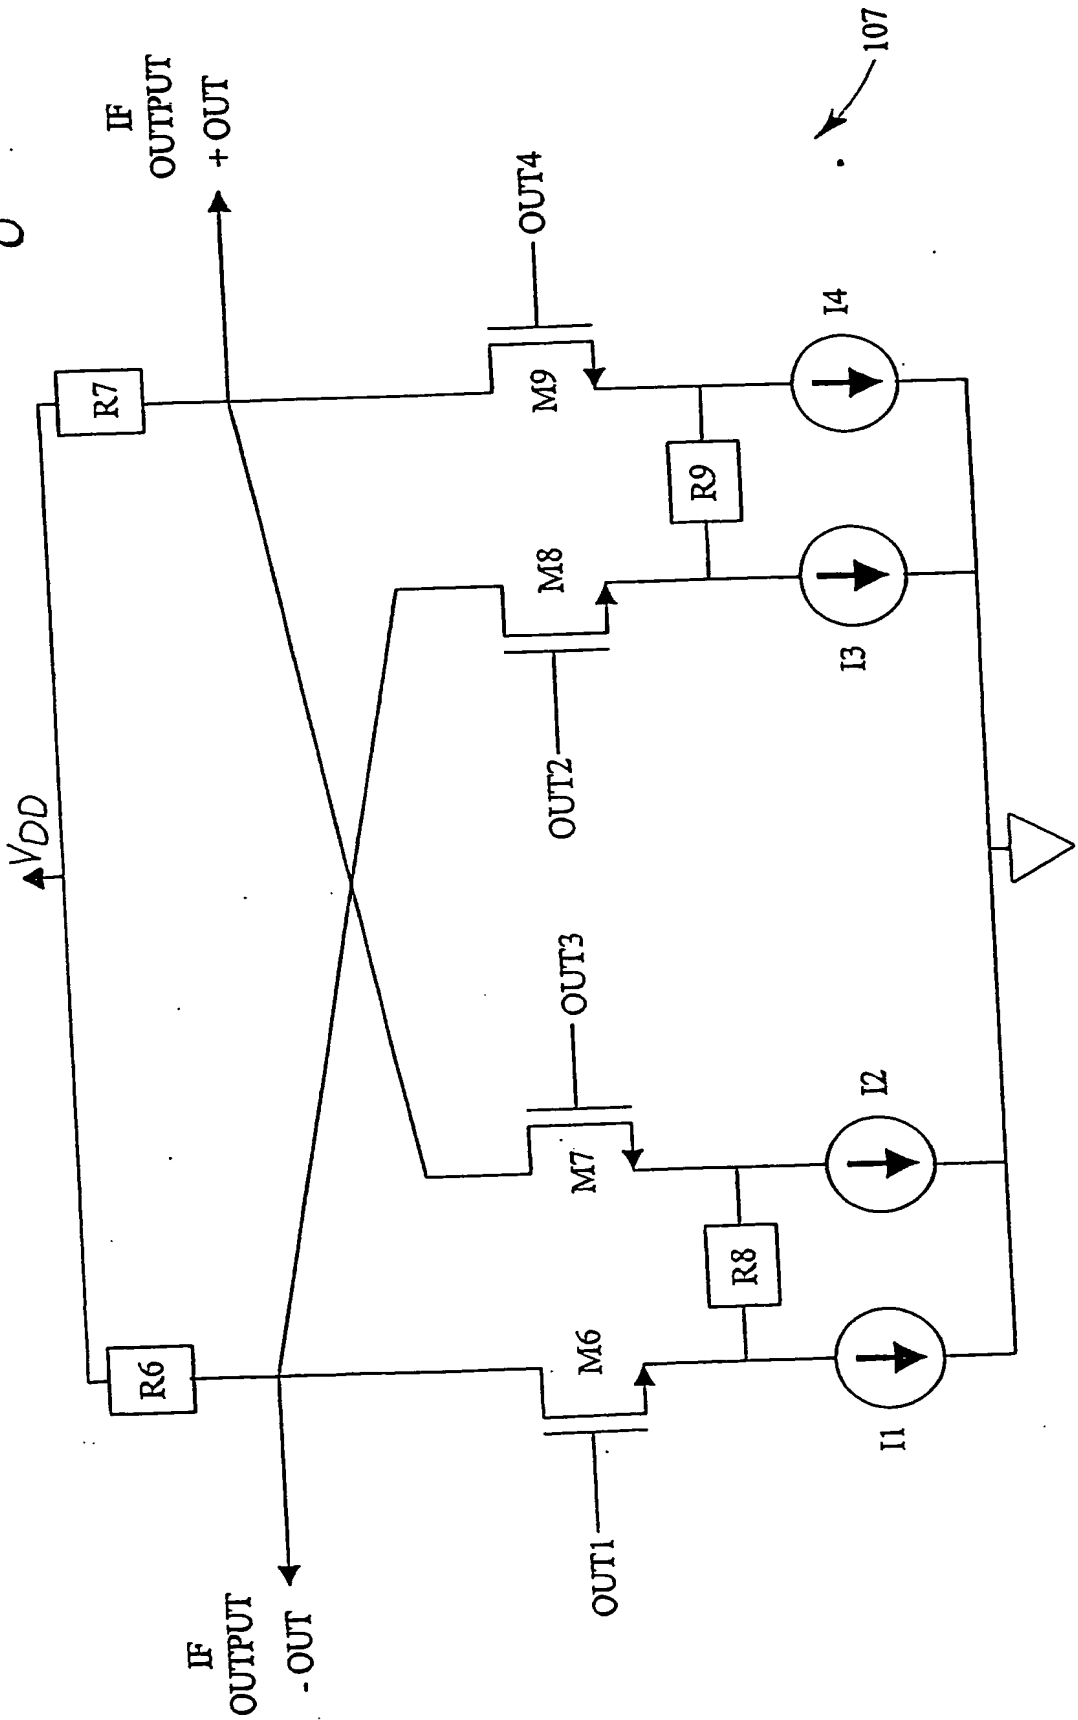 VDD
R6
R7
IF
OUTPUT
- OUT
IF
OUTPUT
+ OUT
OUT1
M6
M7
OUT3
OUT2
M8
M9
OUT4
R8
R9
I1
I2
I3
I4
107